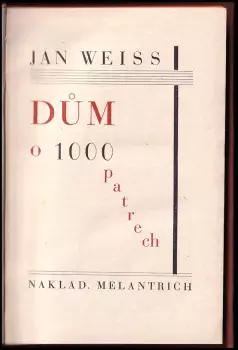 JAN WEISS
DŮM
o 1000
patrech
NAKLAD. MELANTRICH